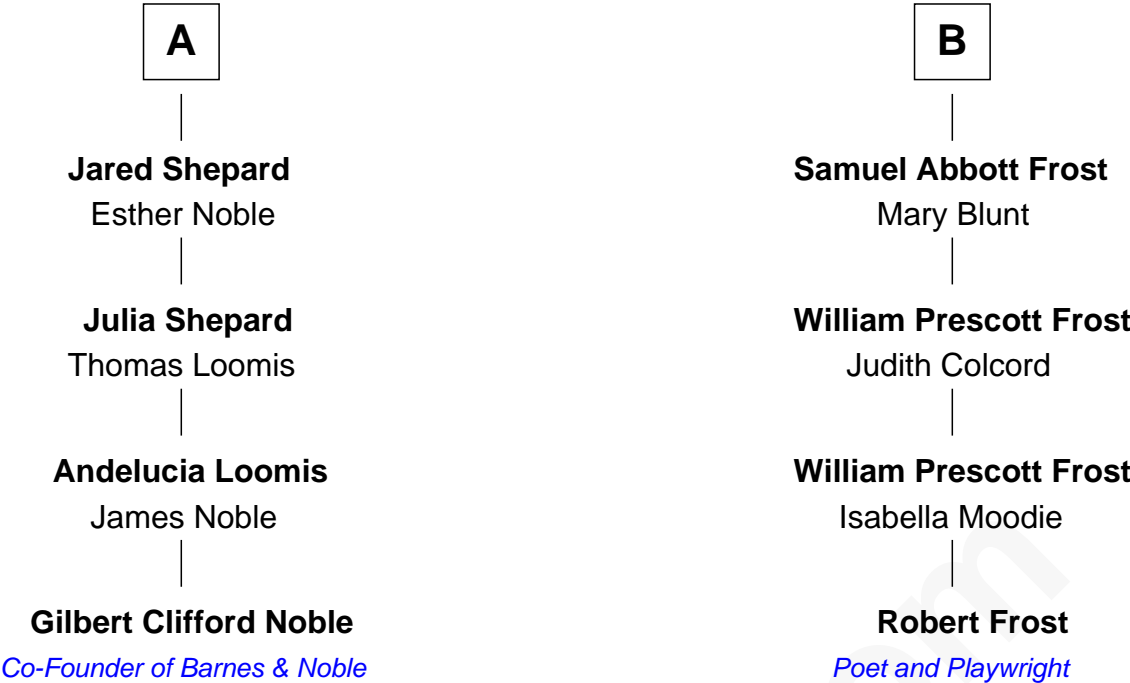 A
Jared Shepard
Esther Noble
Julia Shepard
Thomas Loomis
Andelucia Loomis
James Noble
Gilbert Clifford Noble
Co-Founder of Barnes & Noble
B
Samuel Abbott Frost
Mary Blunt
William Prescott Frost
Judith Colcord
William Prescott Frost
Isabella Moodie
Robert Frost
Poet and Playwright